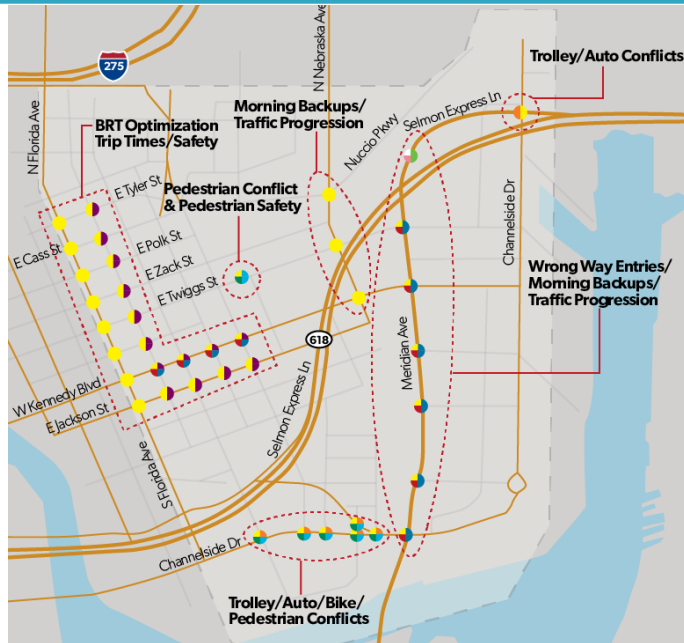 275
N Florida Ave
N Nebraska Ave
Trolley/Auto Conflicts
Morning Backups/
Traffic Progression
Nuccio Pkwy
Selmon Express Ln
BRT Optimization
Trip Times/Safety
E Tyler St
Pedestrian Conflict
& Pedestrian Safety
Channelside Dr
E Cass St
E Polk St
E Zack St
E Twiggs St
Wrong Way Entries/
Morning Backups/
Traffic Progression
618
Meridian Ave
W Kennedy Blvd
E Jackson St
Selmon Express Ln
S Florida Ave
Channelside Dr
Trolley/Auto/Bike/
Pedestrian Conflicts